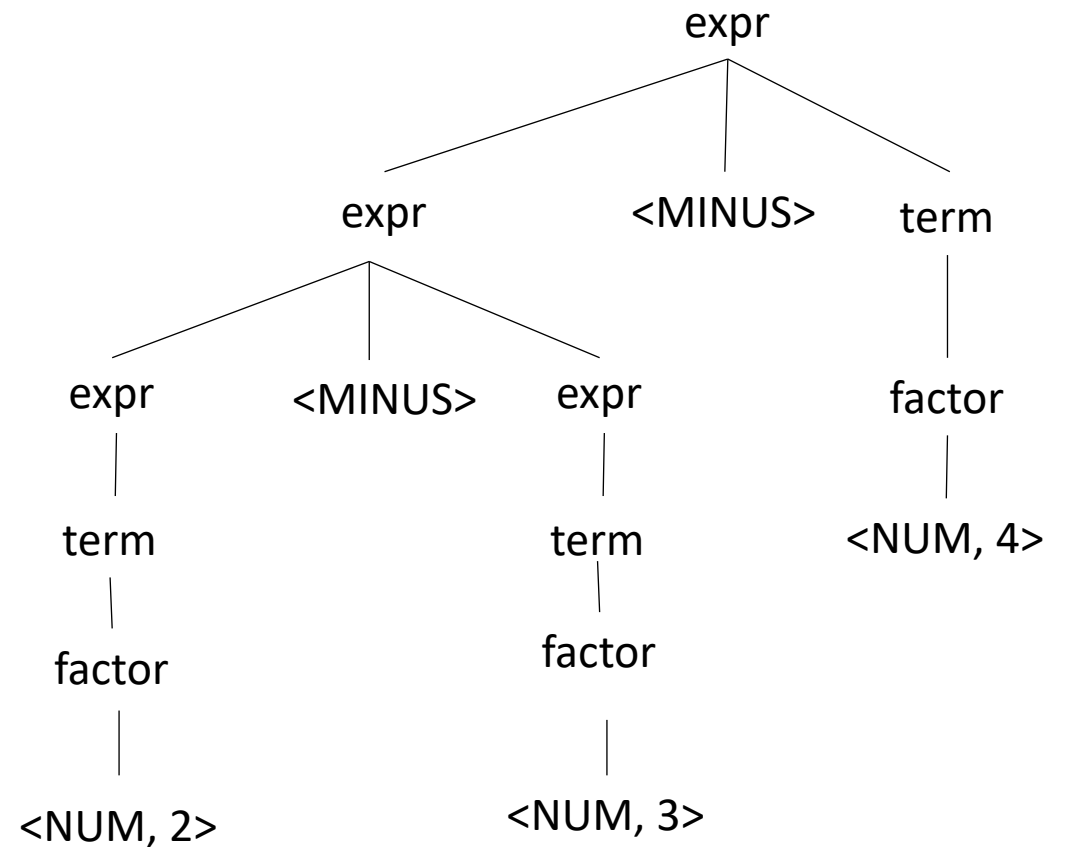 expr
expr <MINUS> term
expr <MINUS> expr factor
term term <NUM, 4>
factor factor
<NUM, 2> <NUM, 3>